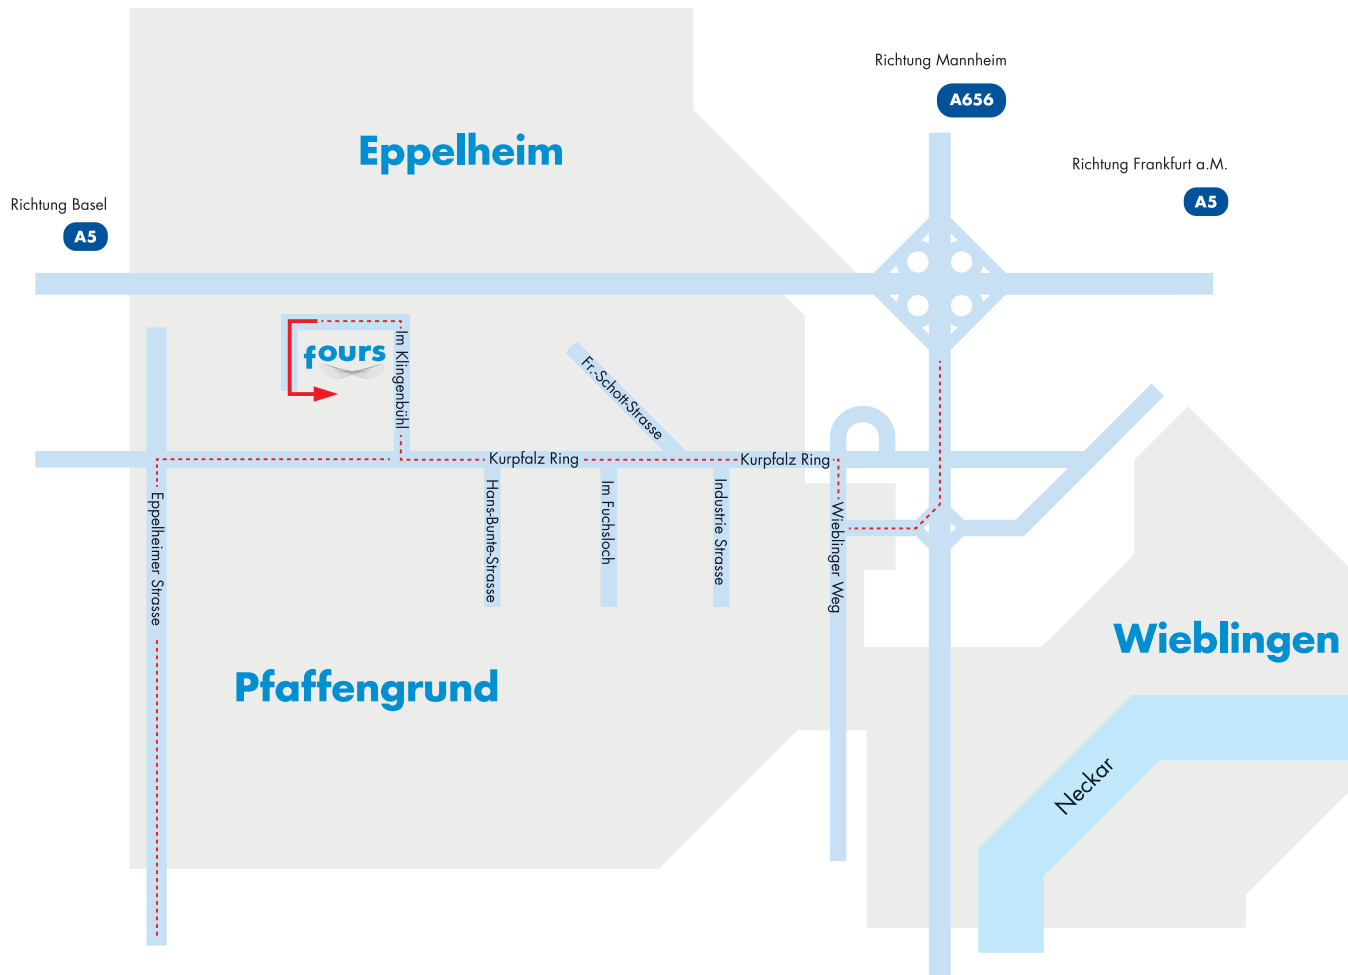 Richtung Mannheim
A656
Eppelheim
Richtung Frankfurt a.M.
A5
Richtung Basel
A5
fours
Im Klingenbühl
Fr.-Schott-Strasse
Kurpfalz Ring
Kurpfalz Ring
Eppelheimer Strasse
Hans-Bunte-Strasse
Im Fuchsloch
Industrie Strasse
Wieblinger Weg
Wieblingen
Pfaffengrund
Neckar